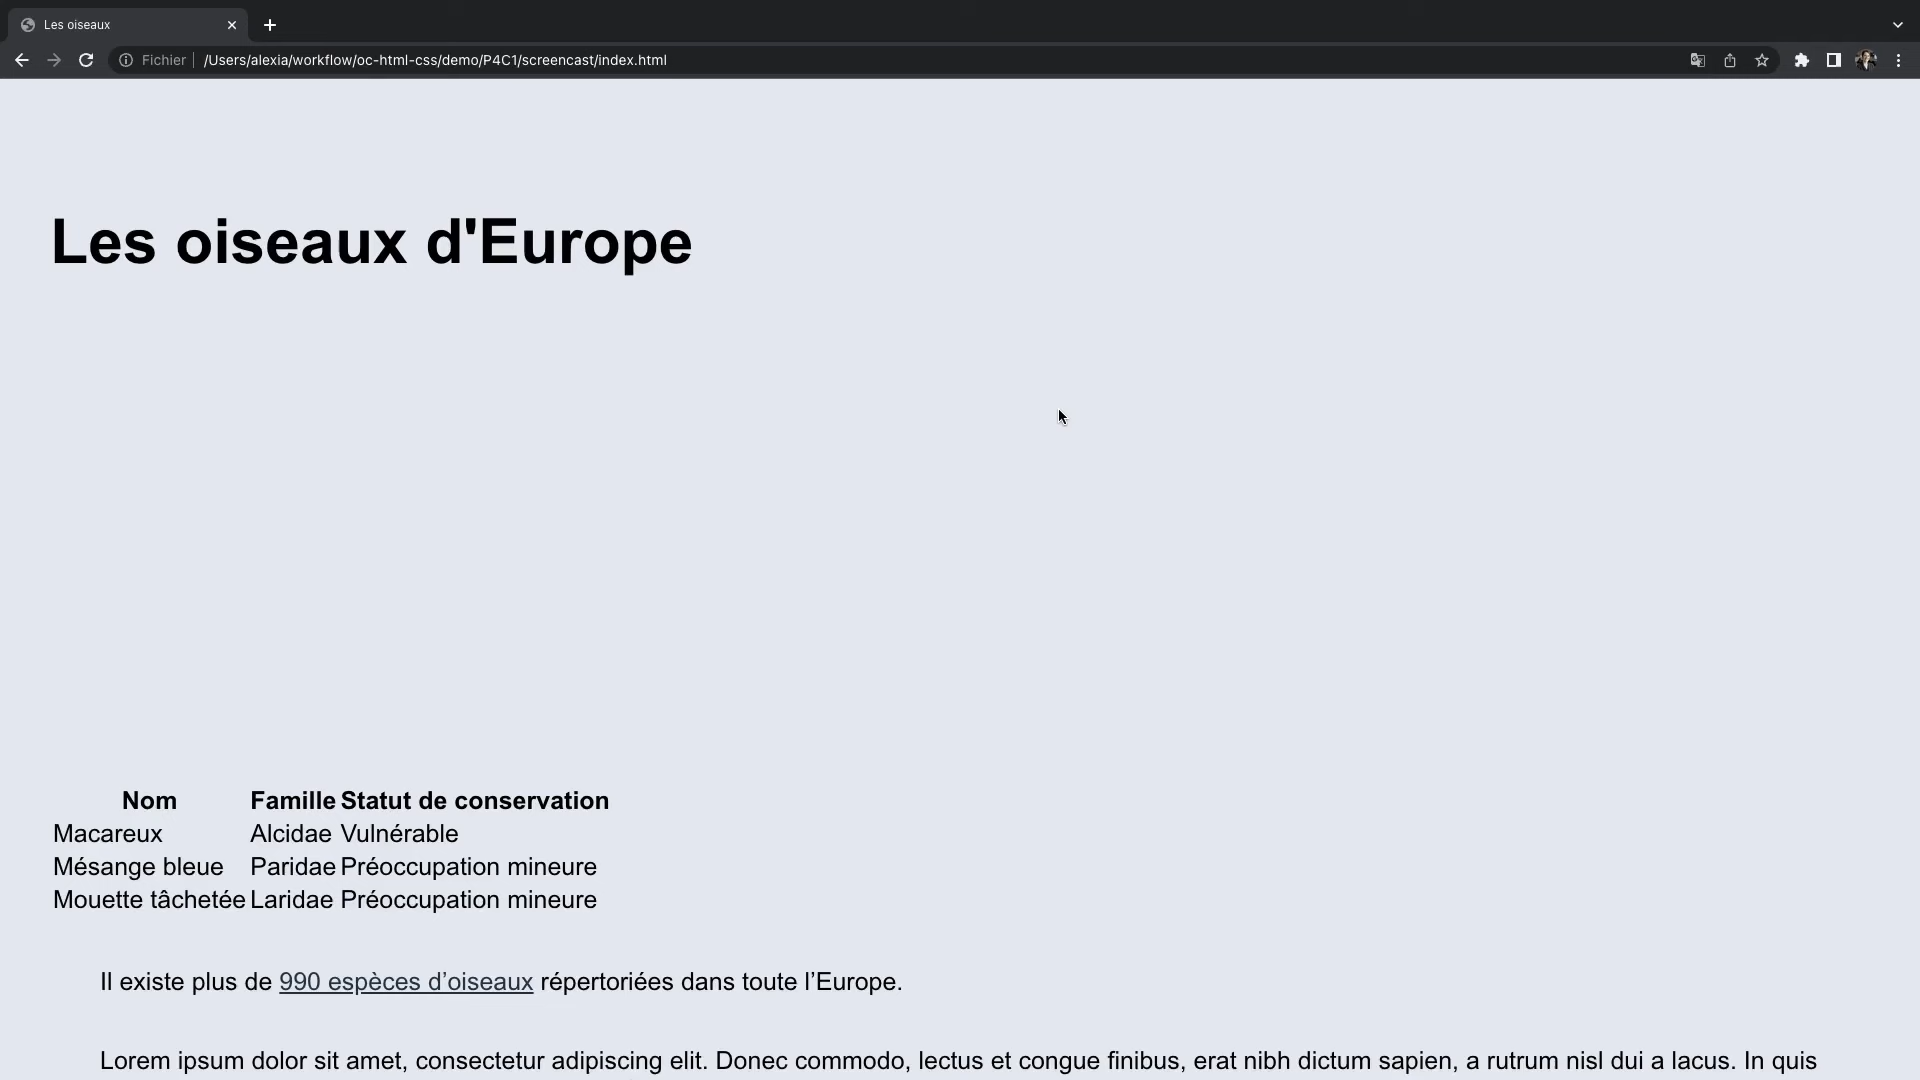 Les oiseaux
Fichier /Users/alexia/workflow/oc-html-css/demo/P4C1/screencast/index.html
Les oiseaux d'Europe
Nom Famille Statut de conservation
Macareux Alcidae Vulnérable
Mésange bleue Paridae Préoccupation mineure
Mouette tâchetée Laridae Préoccupation mineure
Il existe plus de 990 espèces d’oiseaux répertoriées dans toute l’Europe.
Lorem ipsum dolor sit amet, consectetur adipiscing elit. Donec commodo, lectus et congue finibus, erat nibh dictum sapien, a rutrum nisl dui a lacus. In quis